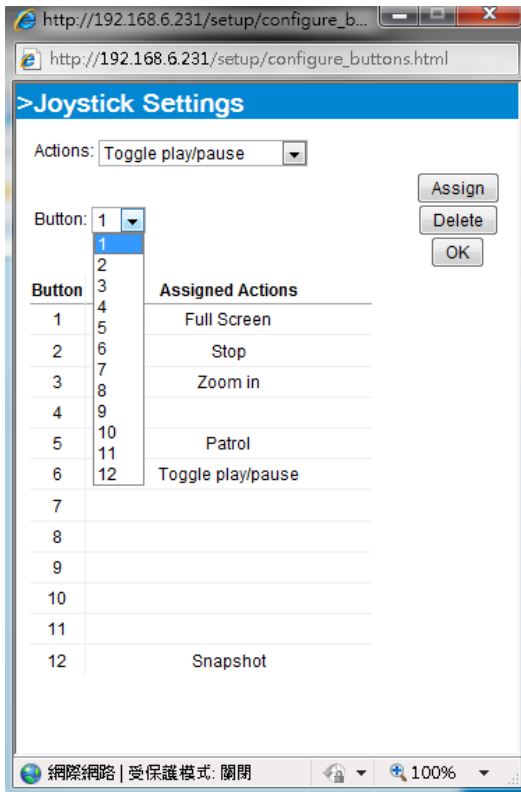 http://192.168.6.231/setup/configure_b...
http://192.168.6.231/setup/configure_buttons.html
>Joystick Settings
Actions: Toggle play/pause
Assign
Button: 1
Delete
OK
1
2
3
4
5
6
7
8
9
10
11
12
Button Assigned Actions
1 Full Screen
2 Stop
3 Zoom in
4
5 Patrol
6 Toggle play/pause
7
8
9
10
11
12 Snapshot
網際網路 | 受保護模式: 關閉 100%